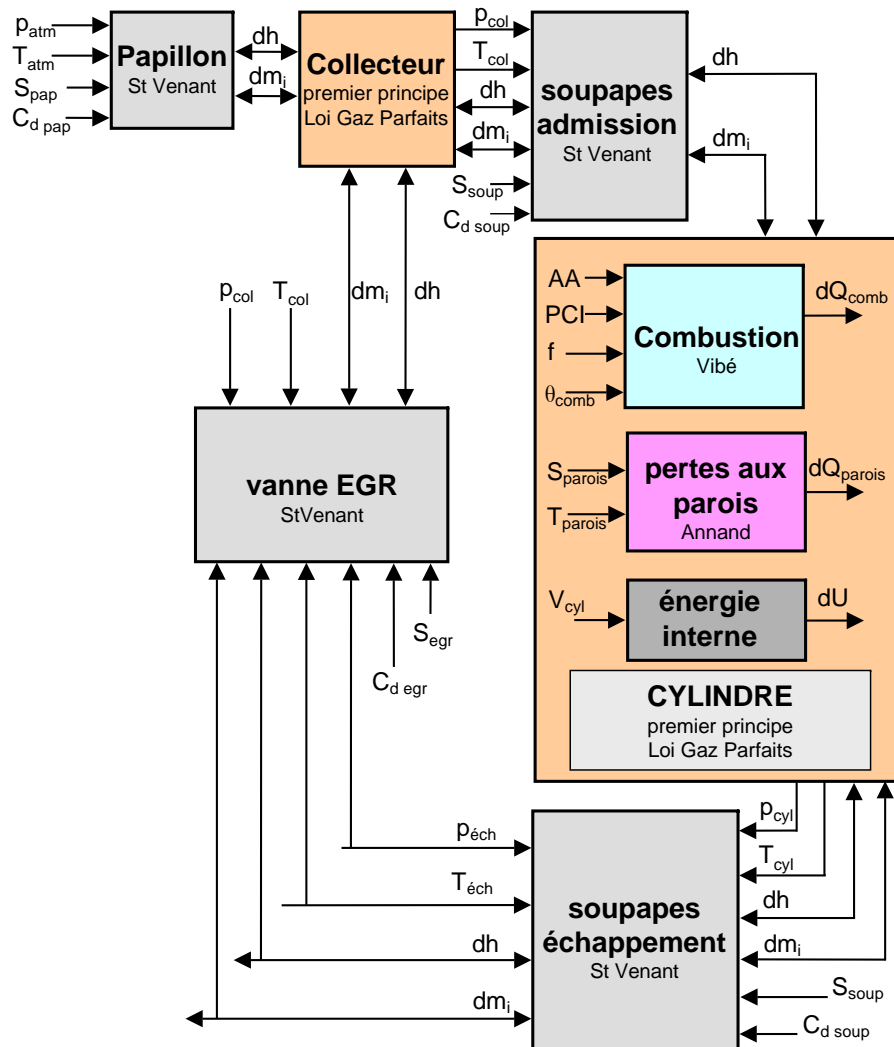 p_atm
T_atm
S_pap
C_d pap
Papillon
St Venant
dh
dm_i
Collecteur
premier principe
Loi Gaz Parfaits
p_col
T_col
dh
dm_i
S_soup
C_d soup
soupapes
admission
St Venant
dh
dm_i
p_col
T_col
dm_i
dh
vanne EGR
StVenant
S_egr
C_d egr
AA
PCI
f
θ_comb
Combustion
Vibé
dQ_comb
S_parois
T_parois
pertes aux
parois
Annand
dQ_parois
V_cyl
énergie
interne
dU
CYLINDRE
premier principe
Loi Gaz Parfaits
p_éch
T_éch
dh
dm_i
soupapes
échappement
St Venant
p_cyl
T_cyl
dh
dm_i
S_soup
C_d soup